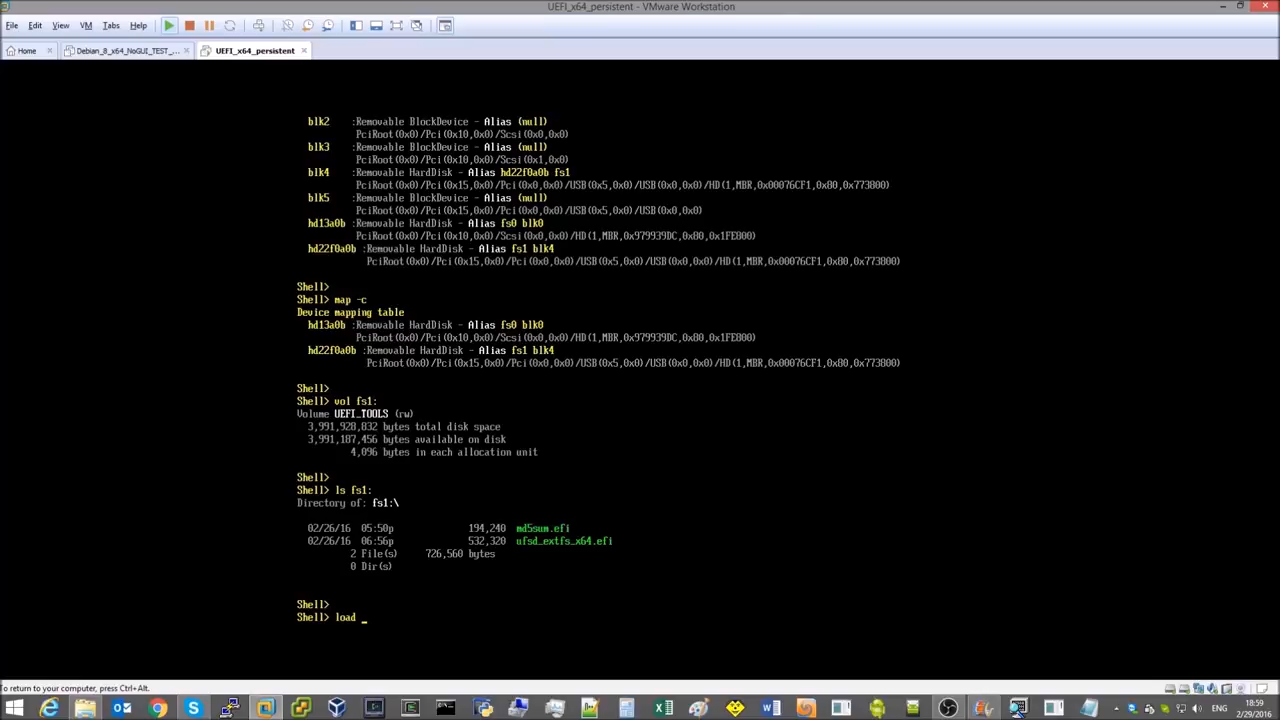 UEFI_x64_persistent - VMware Workstation
File Edit View VM Tabs Help
Home Debian_8_x64_NoGUI_TEST_... UEFI_x64_persistent
blk2 :Removable BlockDevice - Alias (null)
PciRoot(0x0)/Pci(0x10,0x0)/Scsi(0x0,0x0)
blk3 :Removable BlockDevice - Alias (null)
PciRoot(0x0)/Pci(0x10,0x0)/Scsi(0x1,0x0)
blk4 :Removable HardDisk - Alias hd22f0a0b fs1
PciRoot(0x0)/Pci(0x15,0x0)/Pci(0x0,0x0)/USB(0x5,0x0)/USB(0x0,0x0)/HD(1,MBR,0x00076CF1,0x80,0x773800)
blk5 :Removable BlockDevice - Alias (null)
PciRoot(0x0)/Pci(0x15,0x0)/Pci(0x0,0x0)/USB(0x5,0x0)/USB(0x0,0x0)
hd13a0b :Removable HardDisk - Alias fs0 blk0
PciRoot(0x0)/Pci(0x10,0x0)/Scsi(0x0,0x0)/HD(1,MBR,0x979939DC,0x80,0x1FE800)
hd22f0a0b :Removable HardDisk - Alias fs1 blk4
PciRoot(0x0)/Pci(0x15,0x0)/Pci(0x0,0x0)/USB(0x5,0x0)/USB(0x0,0x0)/HD(1,MBR,0x00076CF1,0x80,0x773800)
Shell>
Shell> map -c
Device mapping table
hd13a0b :Removable HardDisk - Alias fs0 blk0
PciRoot(0x0)/Pci(0x10,0x0)/Scsi(0x0,0x0)/HD(1,MBR,0x979939DC,0x80,0x1FE800)
hd22f0a0b :Removable HardDisk - Alias fs1 blk4
PciRoot(0x0)/Pci(0x15,0x0)/Pci(0x0,0x0)/USB(0x5,0x0)/USB(0x0,0x0)/HD(1,MBR,0x00076CF1,0x80,0x773800)
Shell>
Shell> vol fs1:
Volume UEFI_TOOLS (rw)
3,991,928,832 bytes total disk space
3,991,187,456 bytes available on disk
4,096 bytes in each allocation unit
Shell>
Shell> ls fs1:
Directory of: fs1:\
02/26/16 05:50p 194,240 md5sum.efi
02/26/16 06:56p 532,320 ufsd_extfs_x64.efi
2 File(s) 726,560 bytes
0 Dir(s)
Shell>
Shell> load _
To return to your computer, press Ctrl+Alt.
ENG
18:59
2/29/2016